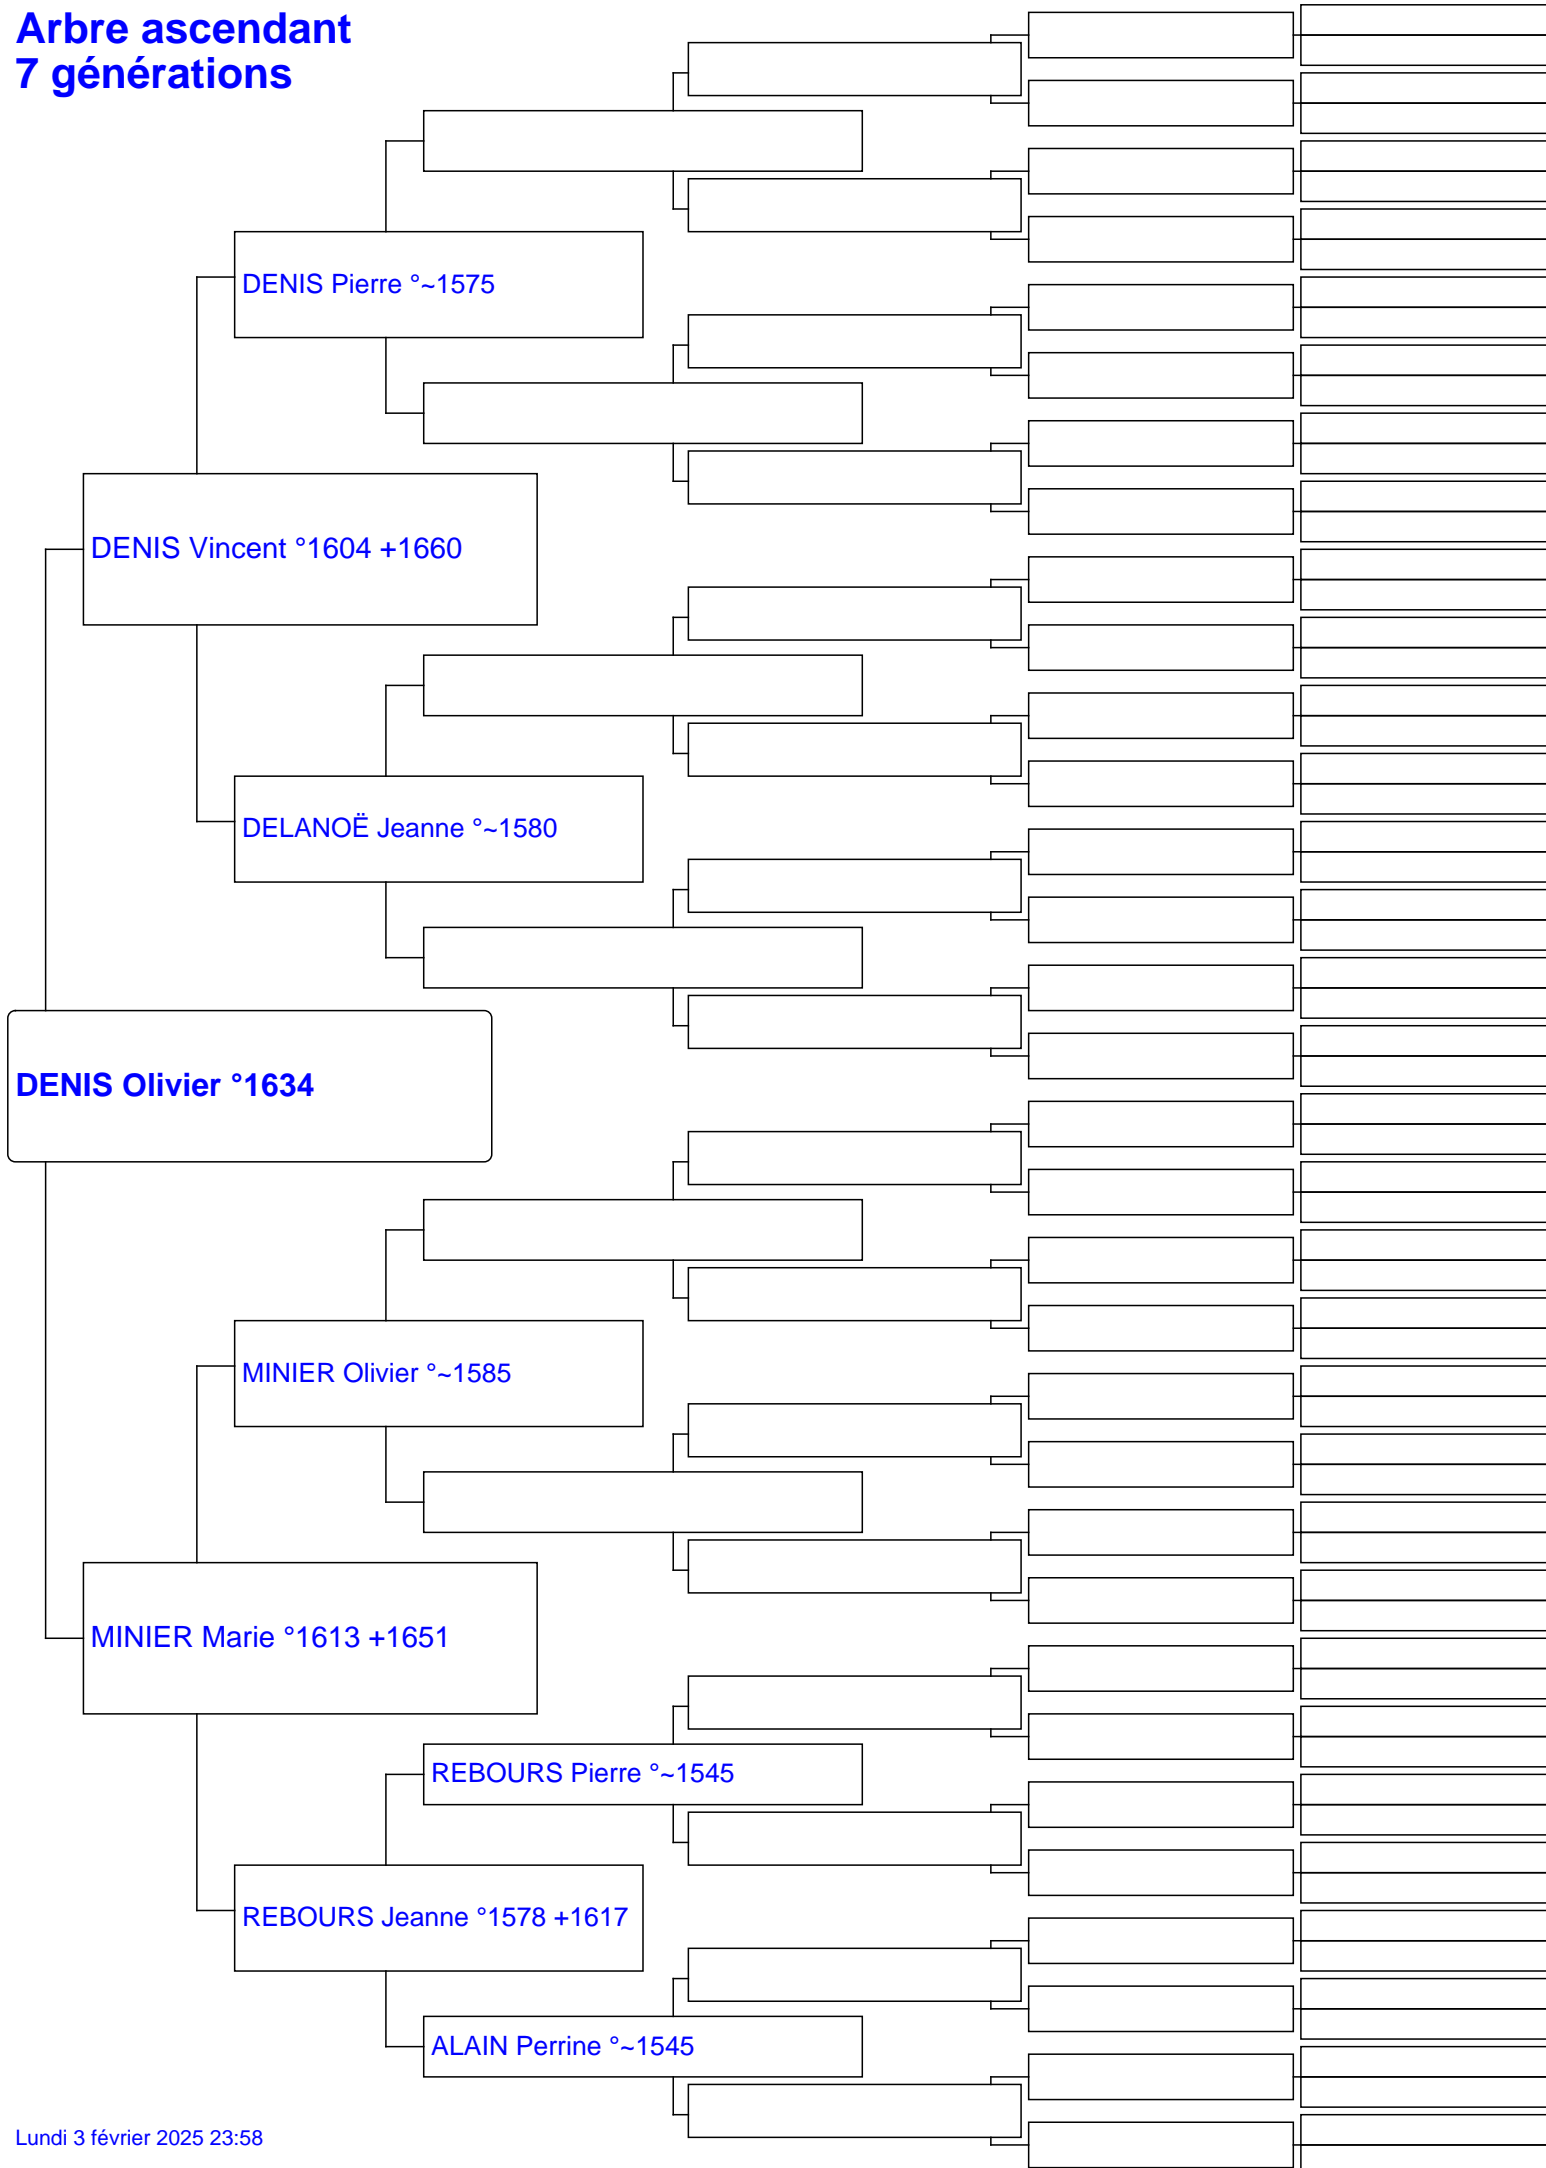 Arbre ascendant
7 générations
DENIS Pierre °~1575
DENIS Vincent °1604 +1660
DELANOË Jeanne °~1580
DENIS Olivier °1634
MINIER Olivier °~1585
MINIER Marie °1613 +1651
REBOURS Pierre °~1545
REBOURS Jeanne °1578 +1617
ALAIN Perrine °~1545
Lundi 3 février 2025 23:58